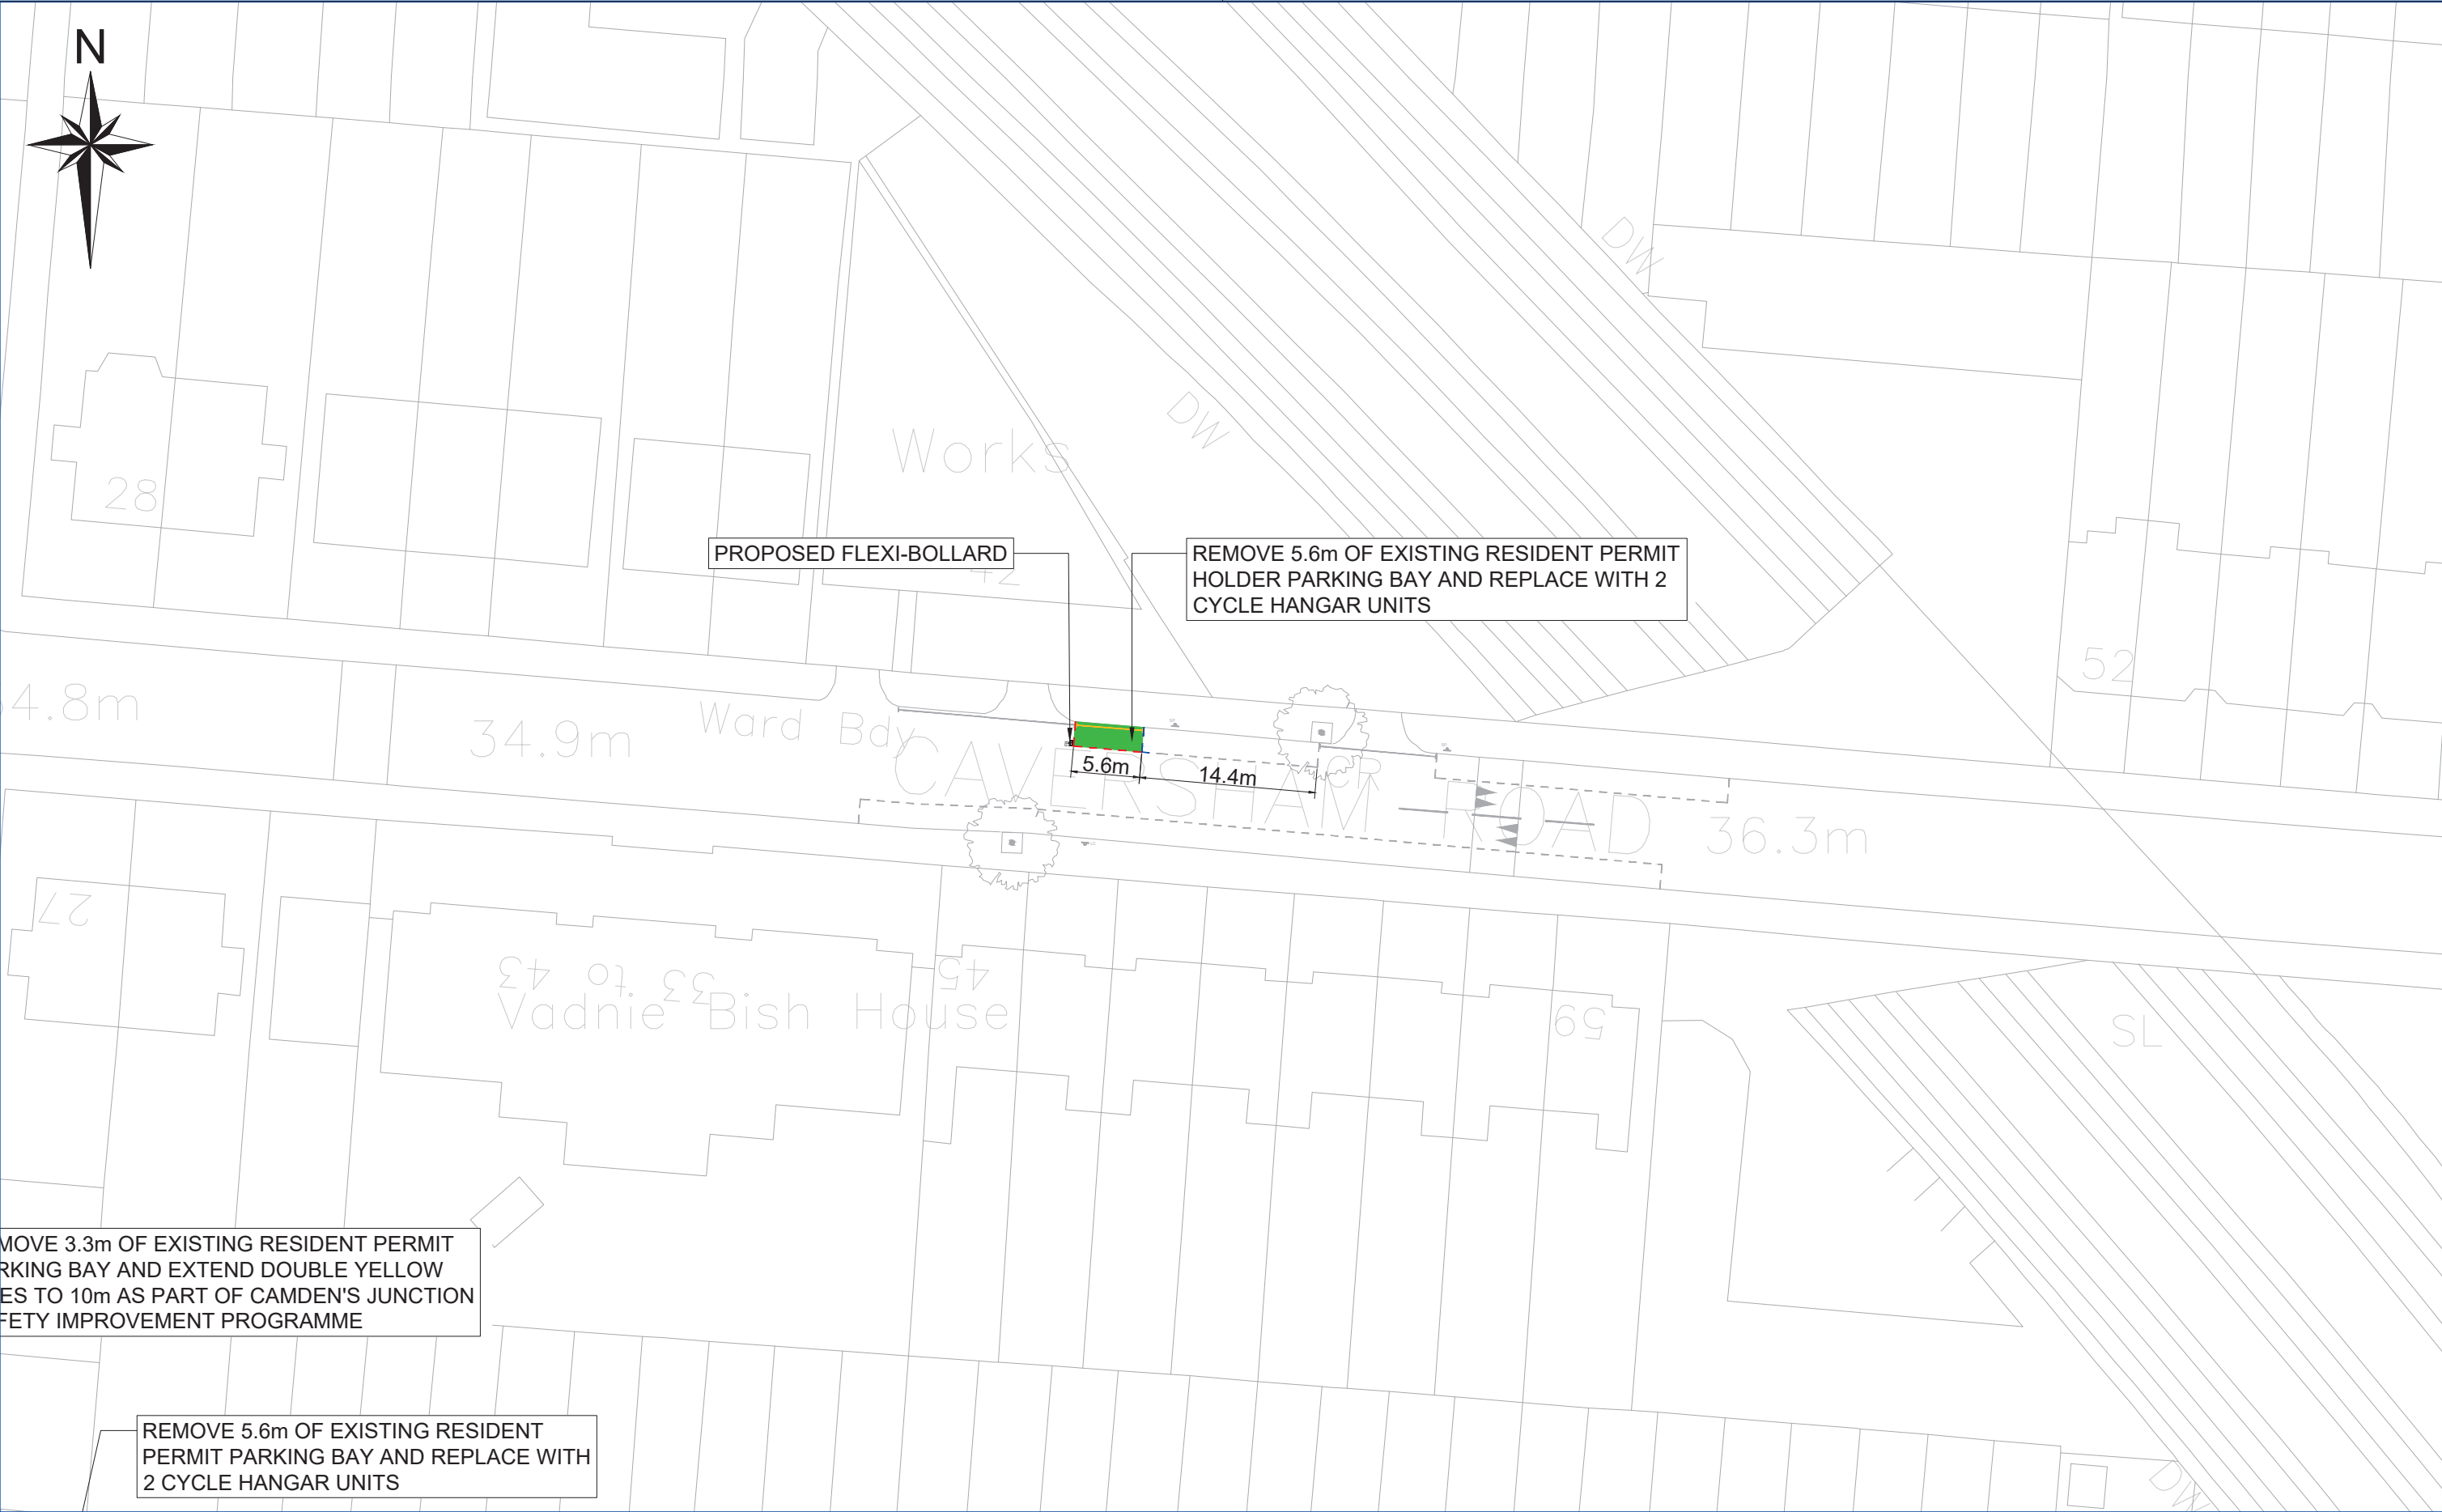 N
28
Works
DW
DW
PROPOSED FLEXI-BOLLARD
42
REMOVE 5.6m OF EXISTING RESIDENT PERMIT
HOLDER PARKING BAY AND REPLACE WITH 2
CYCLE HANGAR UNITS
52
4.8m
34.9m
Ward Bdy
CAVERSHAM ROAD
5.6m
14.4m
CR
36.3m
27
33 to 43
Vadnie Bish House
45
59
SL
MOVE 3.3m OF EXISTING RESIDENT PERMIT
RKING BAY AND EXTEND DOUBLE YELLOW
ES TO 10m AS PART OF CAMDEN'S JUNCTION
FETY IMPROVEMENT PROGRAMME
REMOVE 5.6m OF EXISTING RESIDENT
PERMIT PARKING BAY AND REPLACE WITH
2 CYCLE HANGAR UNITS
DW